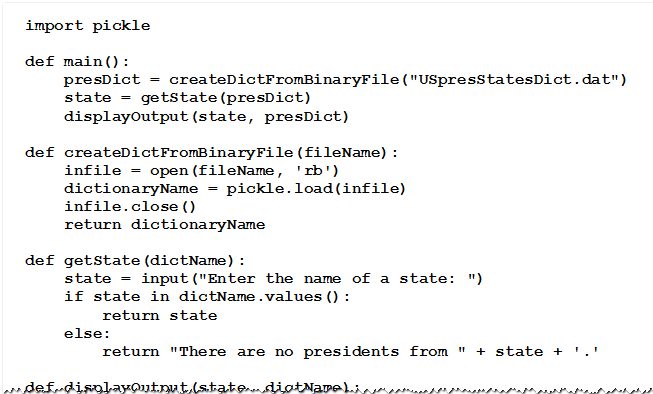 import pickle
def main():
    presDict = createDictFromBinaryFile("USpresStatesDict.dat")
    state = getState(presDict)
    displayOutput(state, presDict)
def createDictFromBinaryFile(fileName):
    infile = open(fileName, 'rb')
    dictionaryName = pickle.load(infile)
    infile.close()
    return dictionaryName
def getState(dictName):
    state = input("Enter the name of a state: ")
    if state in dictName.values():
        return state
    else:
        return "There are no presidents from " + state + '.'
def displayOutput(state, dictName):